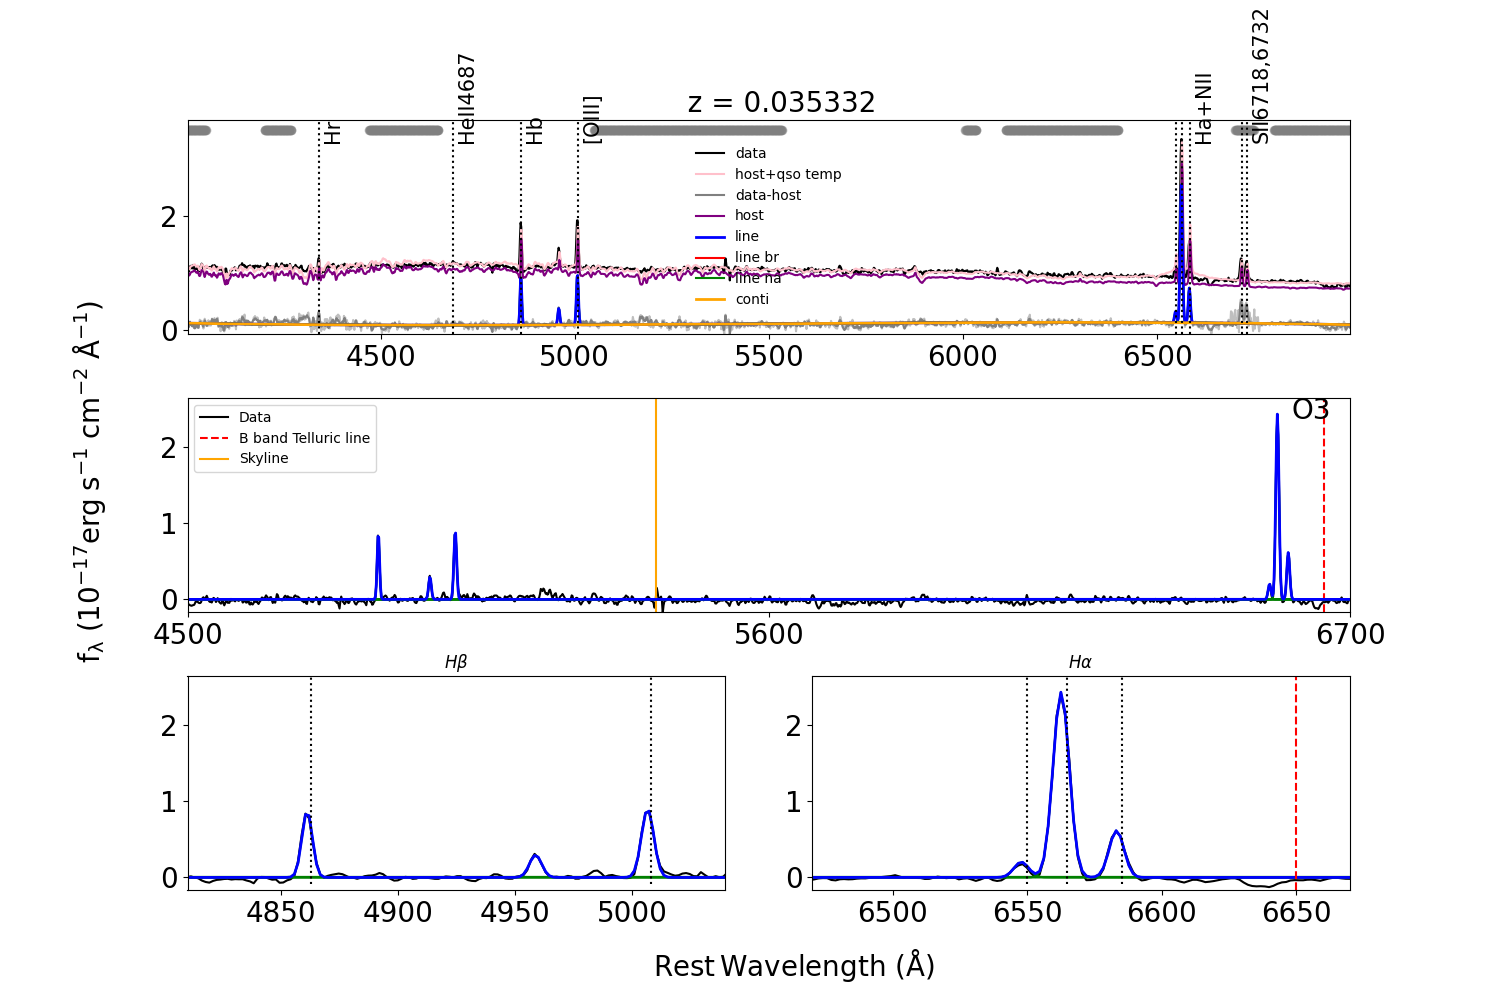 z = 0.035332
Hr
HeII4687
Hb
[OIII]
Ha+NII
SII6718,6732
data
host+qso temp
data-host
host
line
line br
line na
conti
2
0
4500 5000 5500 6000 6500
Data
B band Telluric line
Skyline
O3
2
1
0
4500 5600 6700
fλ (10−17erg s−1 cm−2 Å−1)
Hβ
2
1
0
4850 4900 4950 5000
Hα
2
1
0
6500 6550 6600 6650
Rest Wavelength (Å)